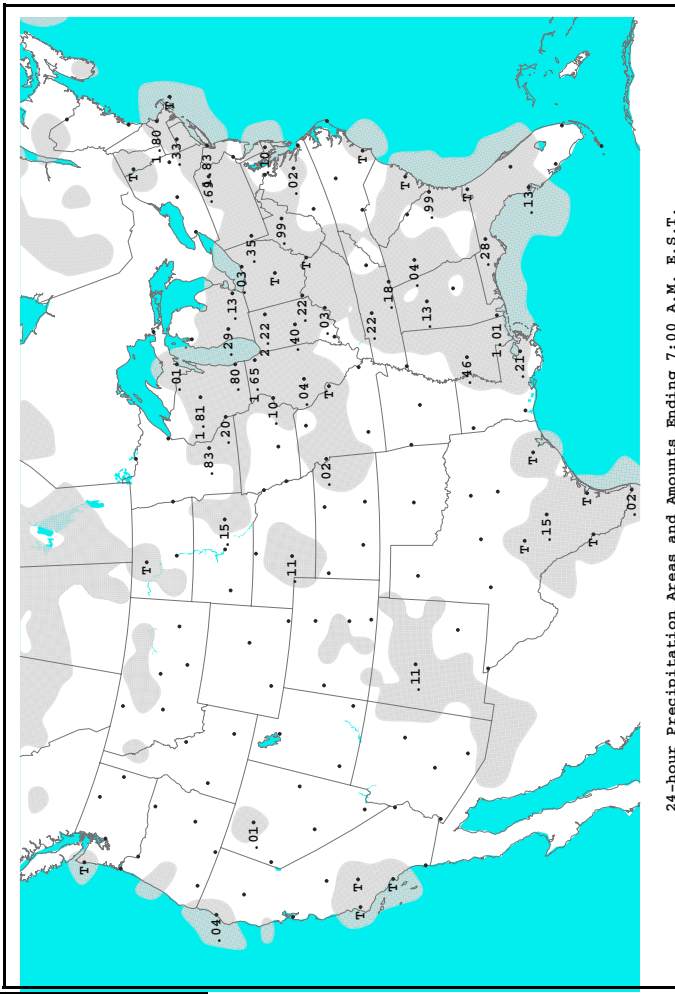 T
T
T
1.80
T
.01
.33
1.81
.83
.69
.83
.04
.15
.20
.29
.13
.80
.03
.01
.35
1.65
2.22
.10
.10
T
.99
.11
.40
.02
.22
.04
T
.03
.02
T
T
T
T
.22
.18
T
T
.11
.04
.13
.99
.46
T
.28
1.01
.21
T
.13
T
.15
T
T
.02
24-hour Precipitation Areas and Amounts Ending 7:00 A.M. E.S.T.